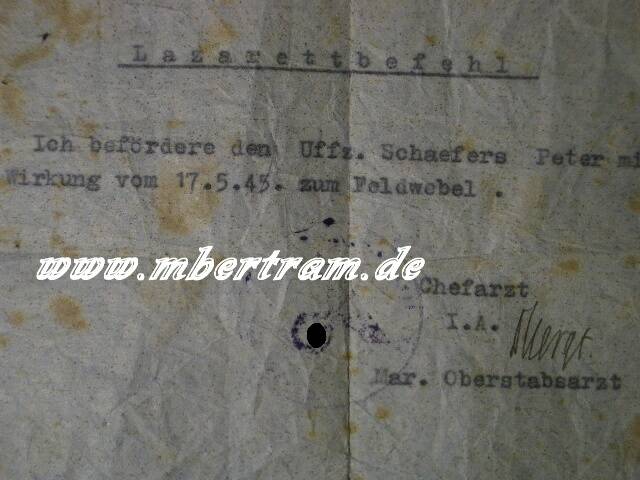 Lazarettbefehl
Ich befördere den Uffz. Schaefers Peter mi
Wirkung vom 17.5.45. zum Feldwebel .
www.mbertram.de
Chefarzt
I.A.
Mar. Oberstabsarzt